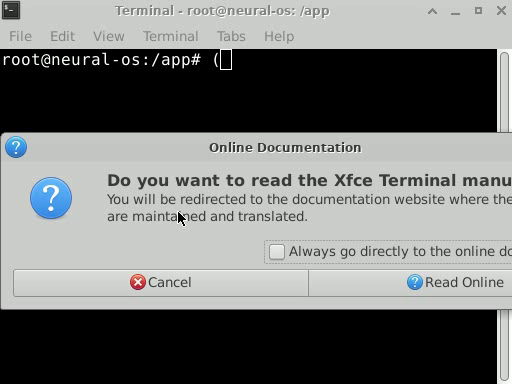 Terminal - root@neural-os: /app
File Edit View Terminal Tabs Help
root@neural-os:/app# (
Online Documentation
Do you want to read the Xfce Terminal manu
You will be redirected to the documentation website where the
are maintained and translated.
Always go directly to the online do
Cancel Read Online